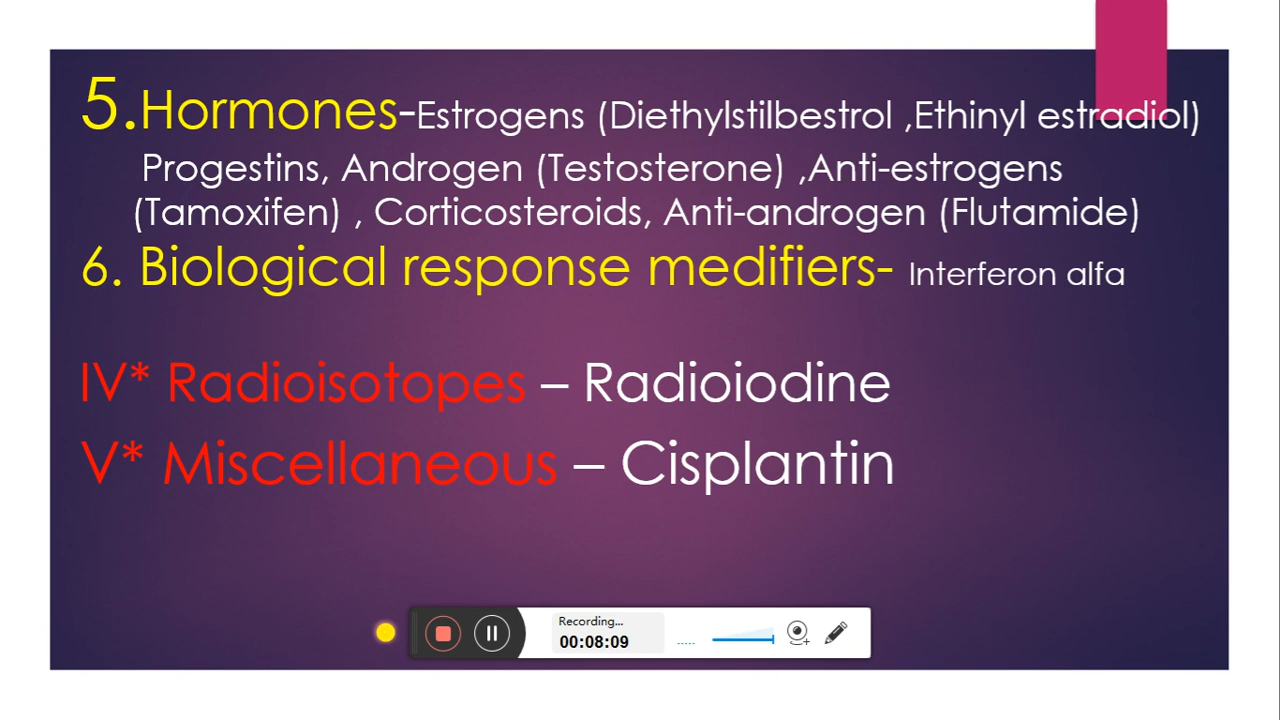 5.Hormones-Estrogens (Diethylstilbestrol ,Ethinyl estradiol)
Progestins, Androgen (Testosterone) ,Anti-estrogens
(Tamoxifen) , Corticosteroids, Anti-androgen (Flutamide)
6. Biological response medifiers- Interferon alfa
IV* Radioisotopes – Radioiodine
V* Miscellaneous – Cisplantin
Recording...
00:08:09